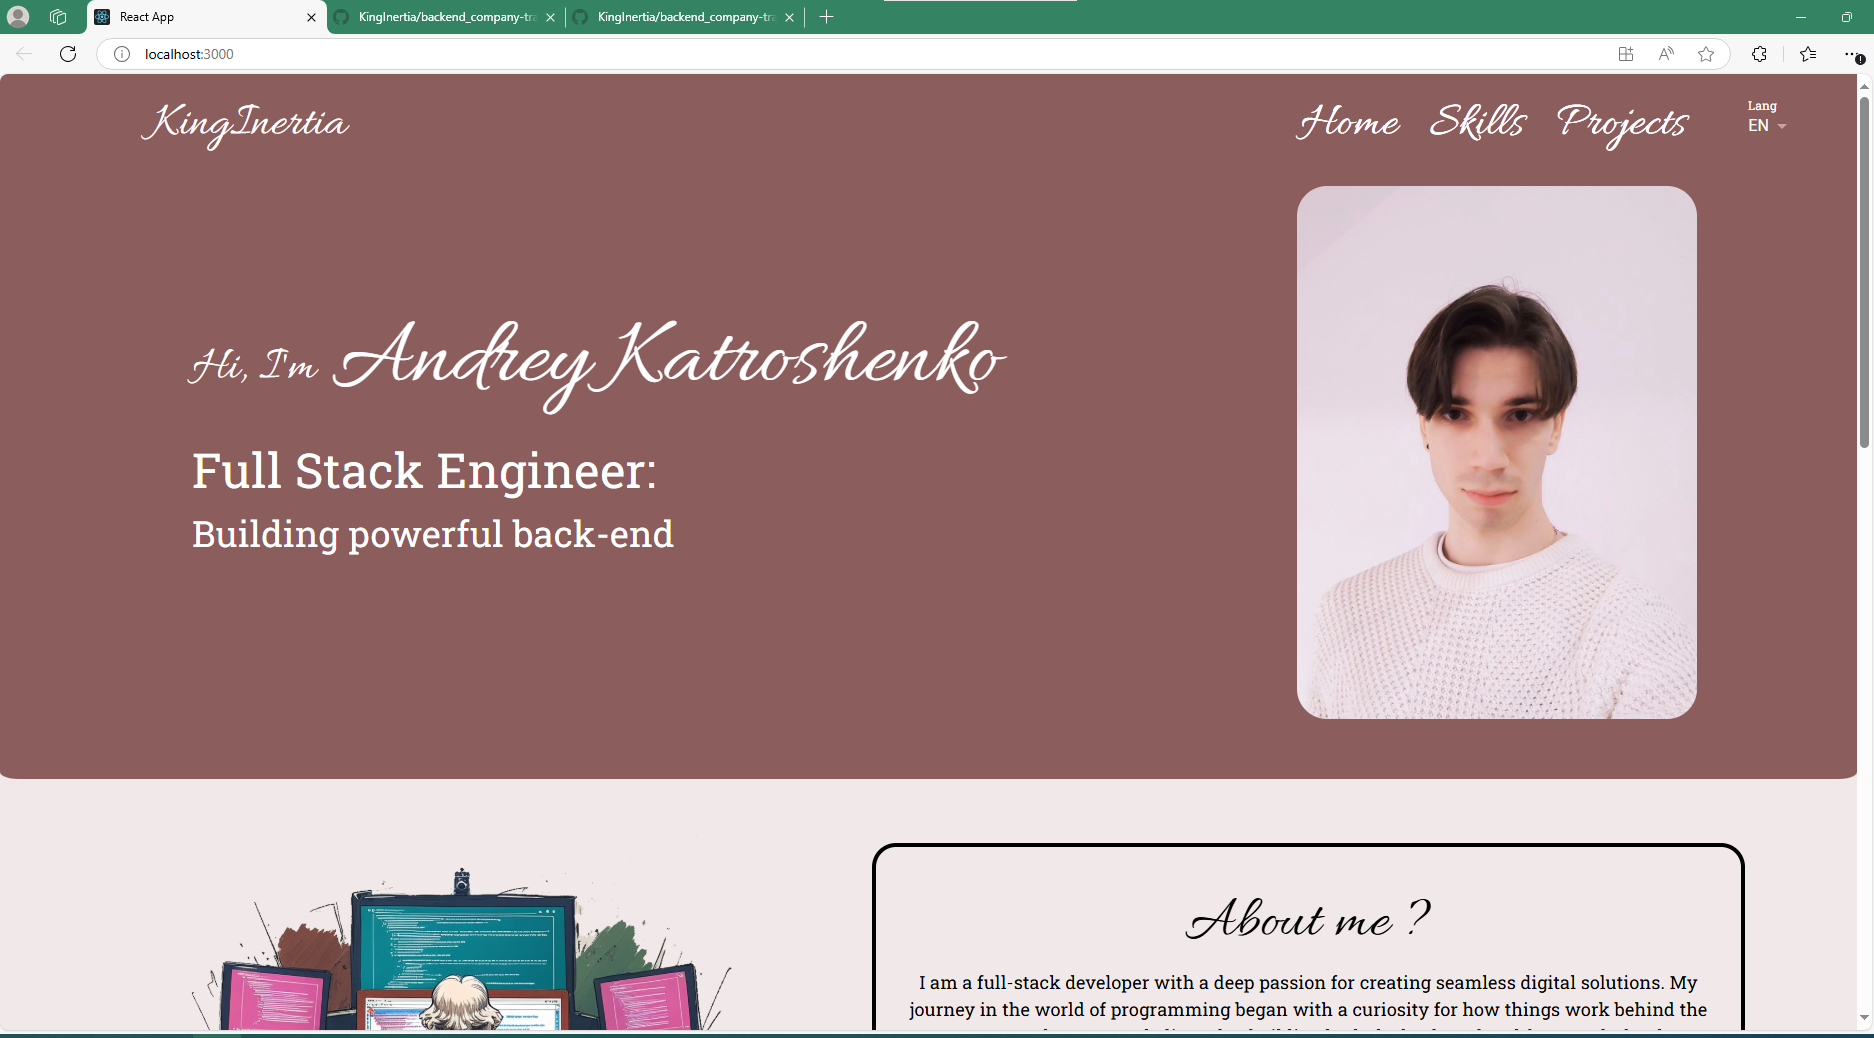 React App
KingInertia/backend_company-tra
KingInertia/backend_company-tra
localhost:3000
KingInertia
Home Skills Projects
Lang
EN
Hi, I'm Andrey Katroshenko
Full Stack Engineer:
Building powerful back-end
About me ?
I am a full-stack developer with a deep passion for creating seamless digital solutions. My
journey in the world of programming began with a curiosity for how things work behind the